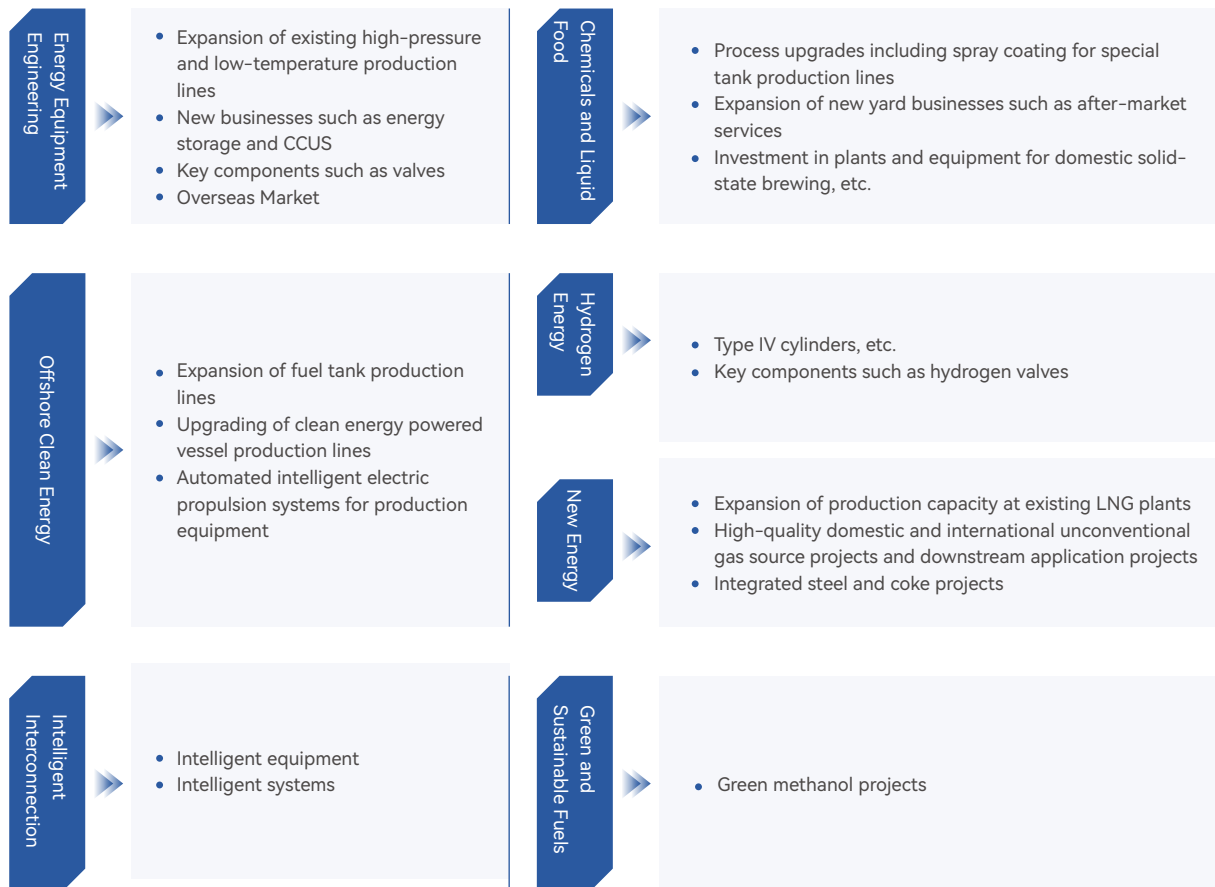 Energy Equipment
Engineering
Expansion of existing high-pressure
and low-temperature production
lines
New businesses such as energy
storage and CCUS
Key components such as valves
Overseas Market
Chemicals and Liquid
Food
Process upgrades including spray coating for special
tank production lines
Expansion of new yard businesses such as after-market
services
Investment in plants and equipment for domestic solid-
state brewing, etc.
Offshore Clean Energy
Expansion of fuel tank production
lines
Upgrading of clean energy powered
vessel production lines
Automated intelligent electric
propulsion systems for production
equipment
Hydrogen
Energy
Type IV cylinders, etc.
Key components such as hydrogen valves
New Energy
Expansion of production capacity at existing LNG plants
High-quality domestic and international unconventional
gas source projects and downstream application projects
Integrated steel and coke projects
Intelligent
Interconnection
Intelligent equipment
Intelligent systems
Green and
Sustainable Fuels
Green methanol projects